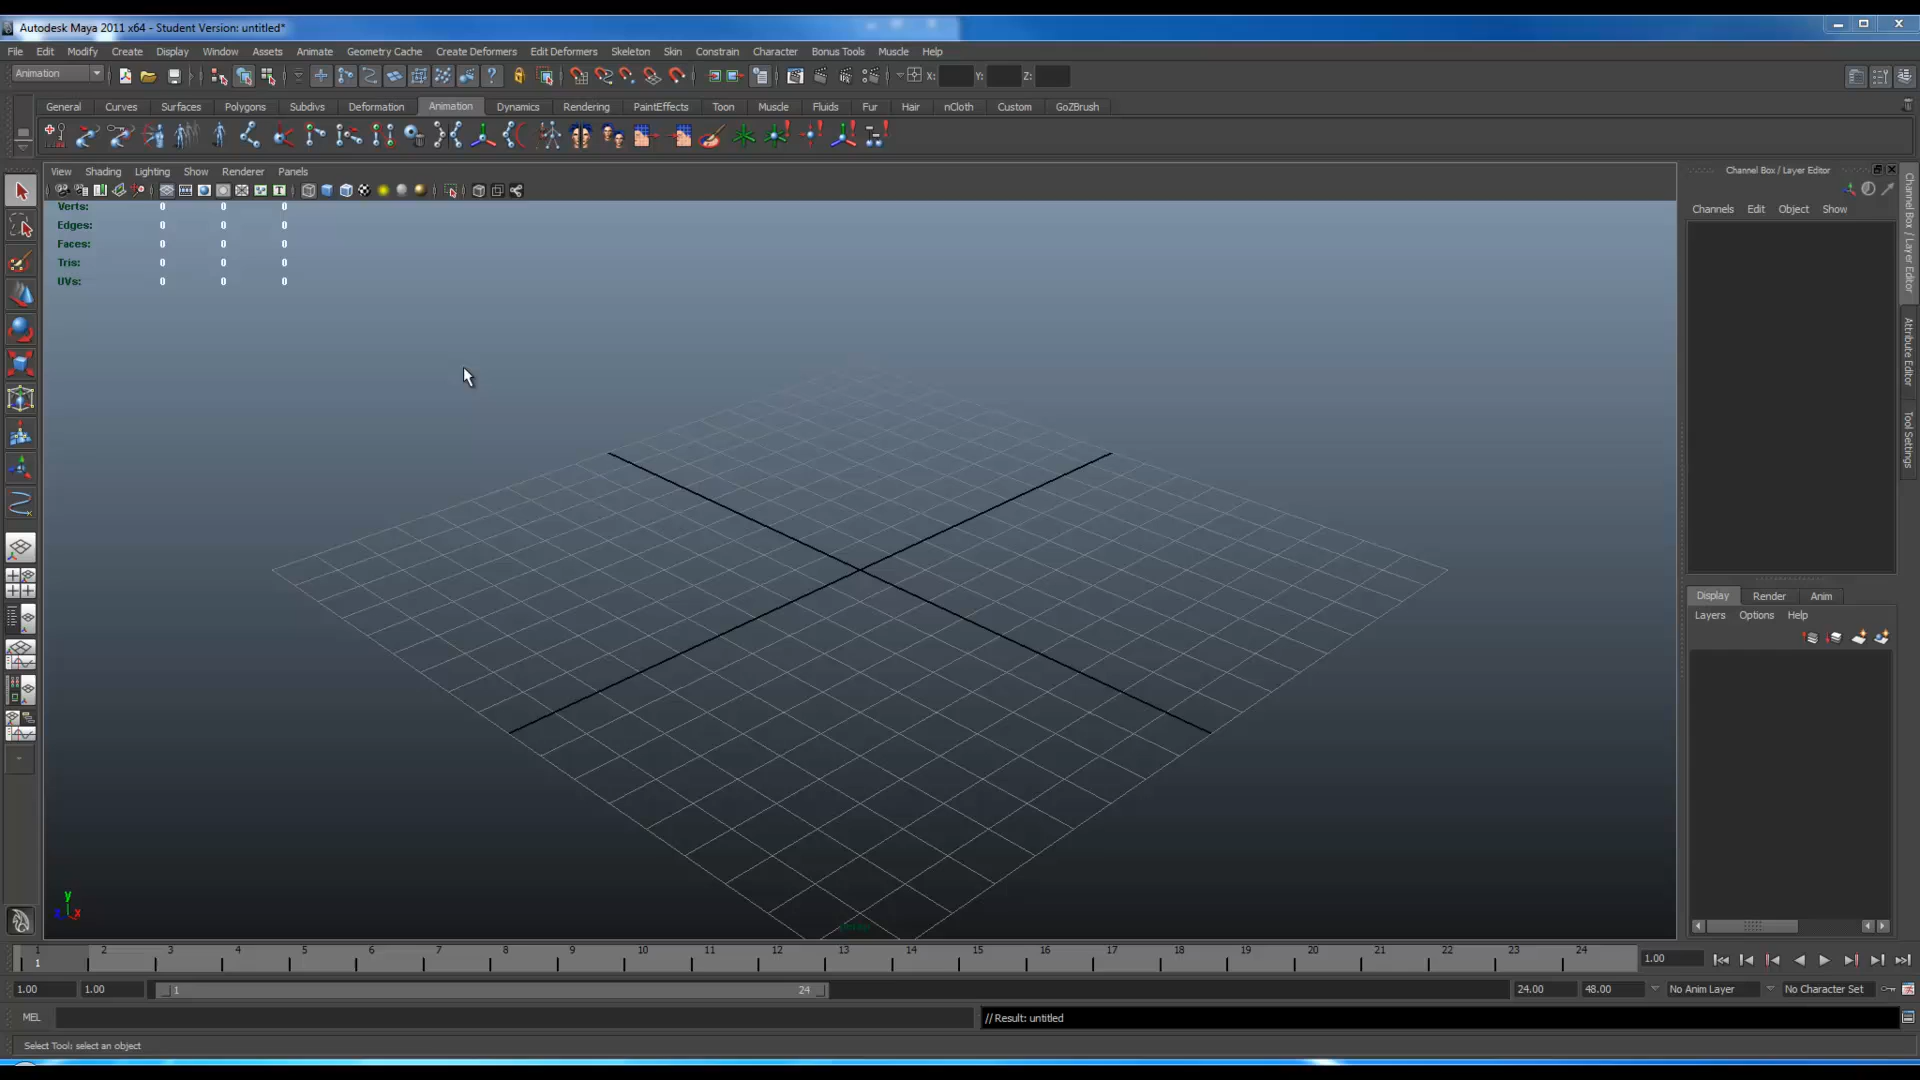 Autodesk Maya 2011 x64 - Student Version: untitled*
File Edit Modify Create Display Window Assets Animate Geometry Cache Create Deformers Edit Deformers Skeleton Skin Constrain Character Bonus Tools Muscle Help
Animation X: Y: Z:
General Curves Surfaces Polygons Subdivs Deformation Animation Dynamics Rendering PaintEffects Toon Muscle Fluids Fur Hair nCloth Custom GoZBrush
View Shading Lighting Show Renderer Panels
Channel Box / Layer Editor
Channels Edit Object Show
Verts: 0 0 0
Edges: 0 0 0
Faces: 0 0 0
Tris: 0 0 0
UVs: 0 0 0
Channel Box / Layer Editor
Attribute Editor
Tool Settings
Display Render Anim
Layers Options Help
y
x
persp
1 2 3 4 5 6 7 8 9 10 11 12 13 14 15 16 17 18 19 20 21 22 23 24
1 1.00
1.00 1.00 1 24 24.00 48.00 No Anim Layer No Character Set
MEL // Result: untitled
Select Tool: select an object